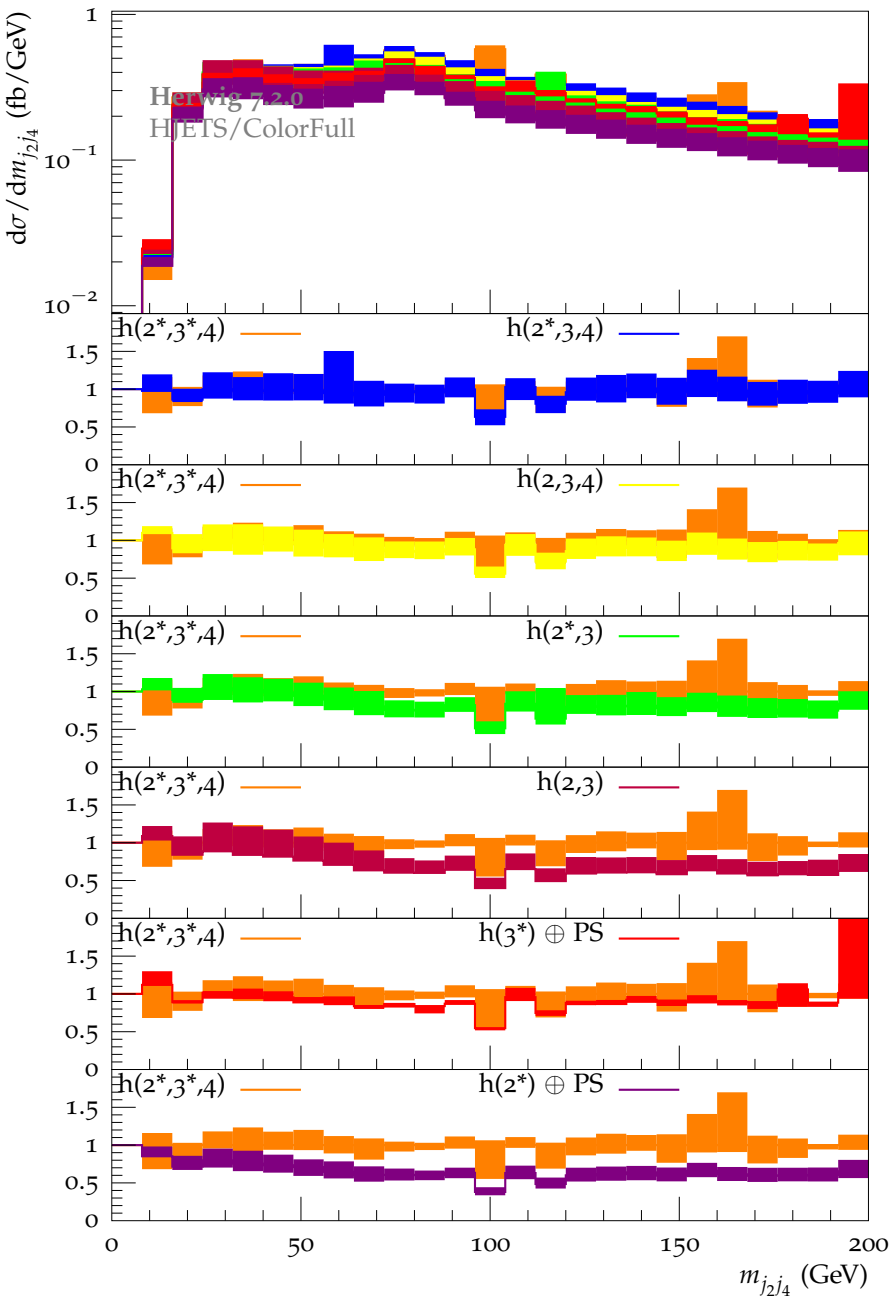 1
10⁻¹
10⁻²
dσ/dm_{j₂j₄} (fb/GeV)
Herwig 7.2.0
HJETS/ColorFull
h(2*,3*,4)
h(2*,3,4)
1.5
1
0.5
0
h(2*,3*,4)
h(2,3,4)
1.5
1
0.5
0
h(2*,3*,4)
h(2*,3)
1.5
1
0.5
0
h(2*,3*,4)
h(2,3)
1.5
1
0.5
0
h(2*,3*,4)
h(3*) ⊕ PS
1.5
1
0.5
0
h(2*,3*,4)
h(2*) ⊕ PS
1.5
1
0.5
0
0 50 100 150 200
m_{j₂j₄} (GeV)